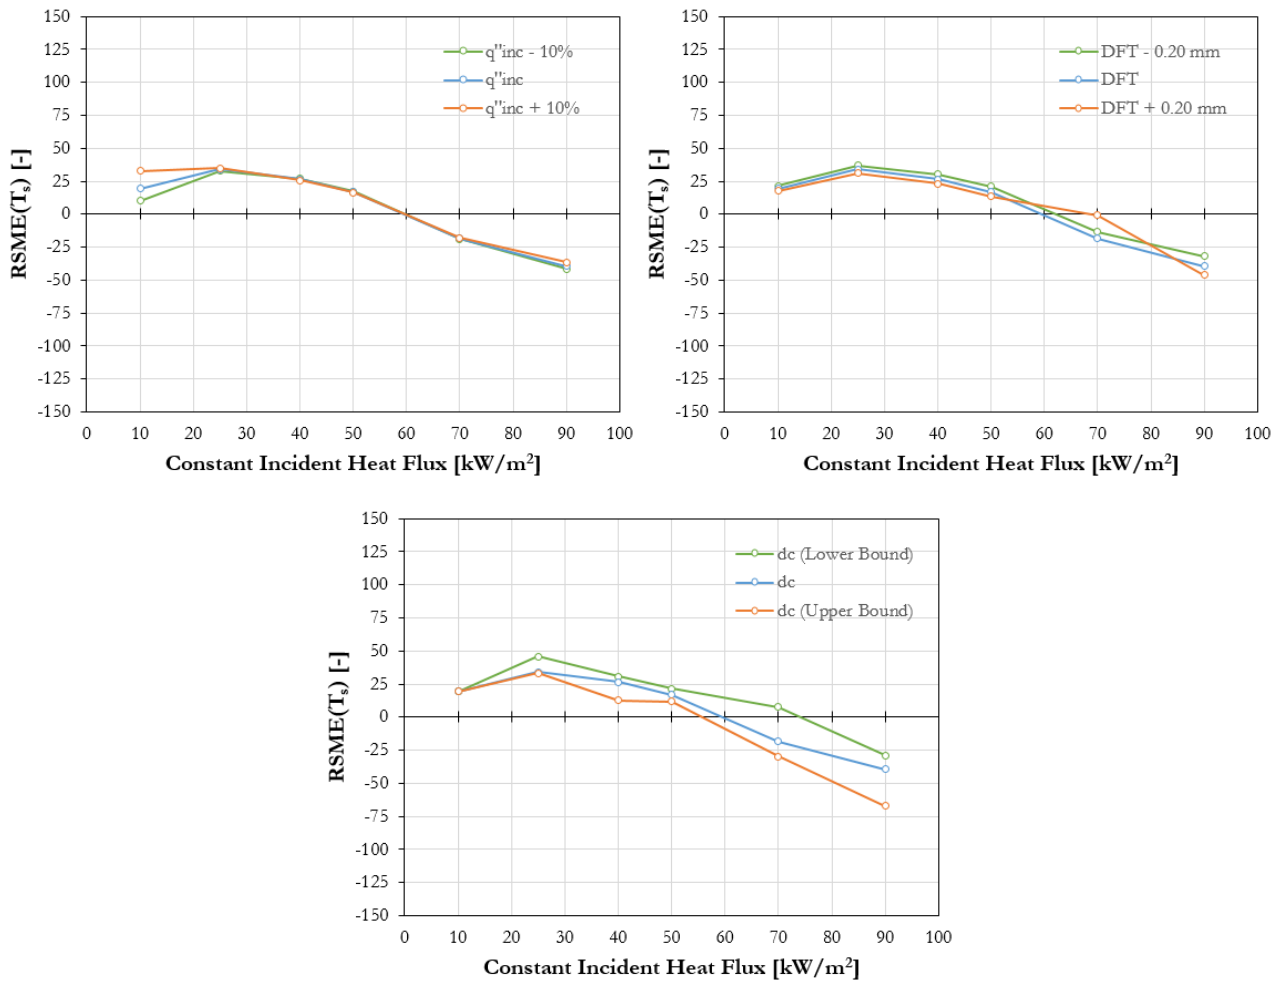 150
125
100
75
50
25
0
-25
-50
-75
-100
-125
-150
RSME(Tₛ) [-]
q"inc - 10%
q"inc
q"inc + 10%
0 10 20 30 40 50 60 70 80 90 100
Constant Incident Heat Flux [kW/m²]
150
125
100
75
50
25
0
-25
-50
-75
-100
-125
-150
RSME(Tₛ) [-]
DFT - 0.20 mm
DFT
DFT + 0.20 mm
0 10 20 30 40 50 60 70 80 90 100
Constant Incident Heat Flux [kW/m²]
150
125
100
75
50
25
0
-25
-50
-75
-100
-125
-150
RSME(Tₛ) [-]
dc (Lower Bound)
dc
dc (Upper Bound)
0 10 20 30 40 50 60 70 80 90 100
Constant Incident Heat Flux [kW/m²]